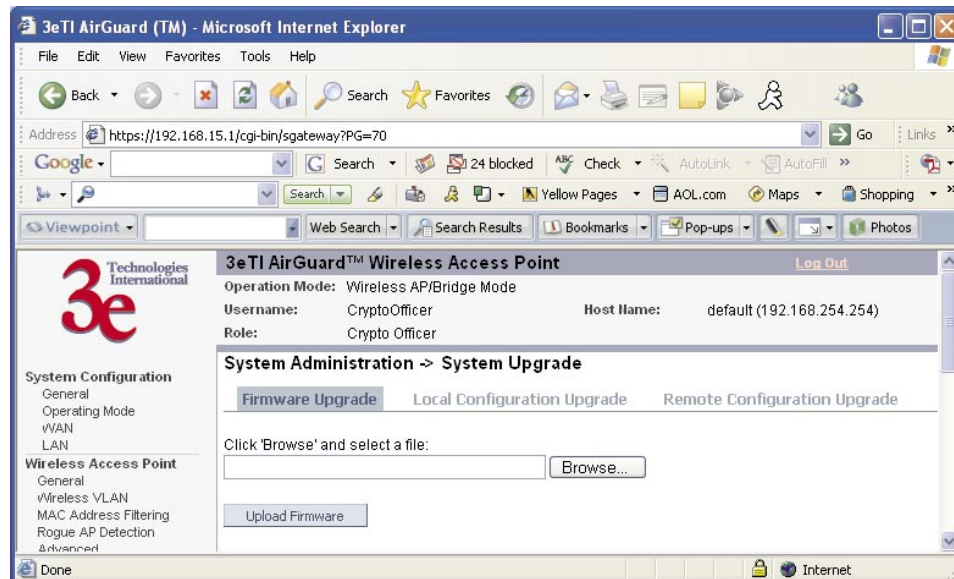 3eTI AirGuard (TM) - Microsoft Internet Explorer
File Edit View Favorites Tools Help
Back Search Favorites
Address https://192.168.15.1/cgi-bin/sgateway?PG=70 Go Links »
Google Search 24 blocked ABC Check AutoLink AutoFill »
Search Yellow Pages AOL.com Maps Shopping »
Viewpoint Web Search Search Results Bookmarks Pop-ups Photos
3e Technologies International
3eTI AirGuard™ Wireless Access Point Log Out
Operation Mode: Wireless AP/Bridge Mode
Username: CryptoOfficer Host Name: default (192.168.254.254)
Role: Crypto Officer
System Configuration
General
Operating Mode
WAN
LAN
Wireless Access Point
General
Wireless VLAN
MAC Address Filtering
Rogue AP Detection
Advanced
System Administration -> System Upgrade
Firmware Upgrade Local Configuration Upgrade Remote Configuration Upgrade
Click 'Browse' and select a file:
Browse...
Upload Firmware
Done Internet